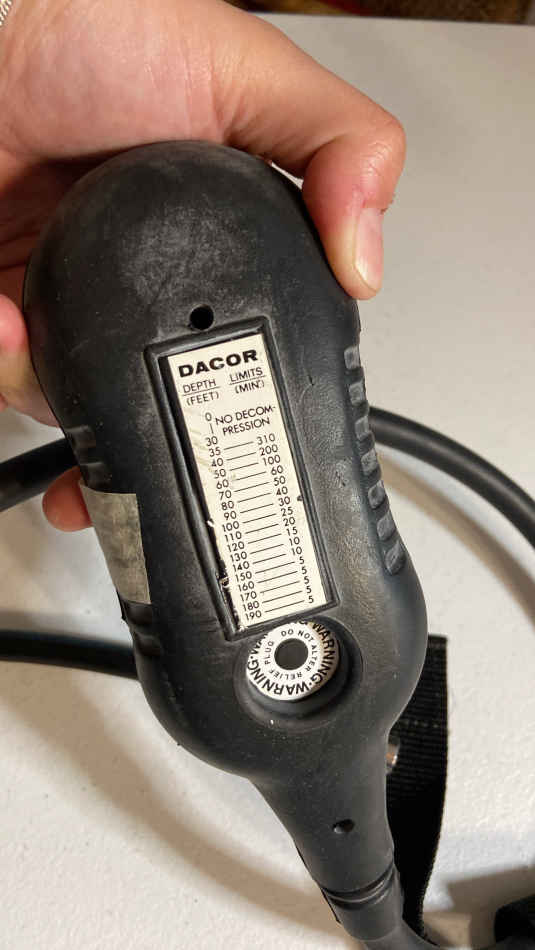 DACOR
DEPTH LIMITS
(FEET) (MIN)
0
| NO DECOM-
30 PRESSION
35 310
40 200
50 100
60 60
70 50
80 40
90 30
100 25
110 20
120 15
130 10
140 10
150 5
160 5
170 5
180 5
190 5
WARNING·WARNING·WARNING
DO NOT ALTER RELIEF PLUG